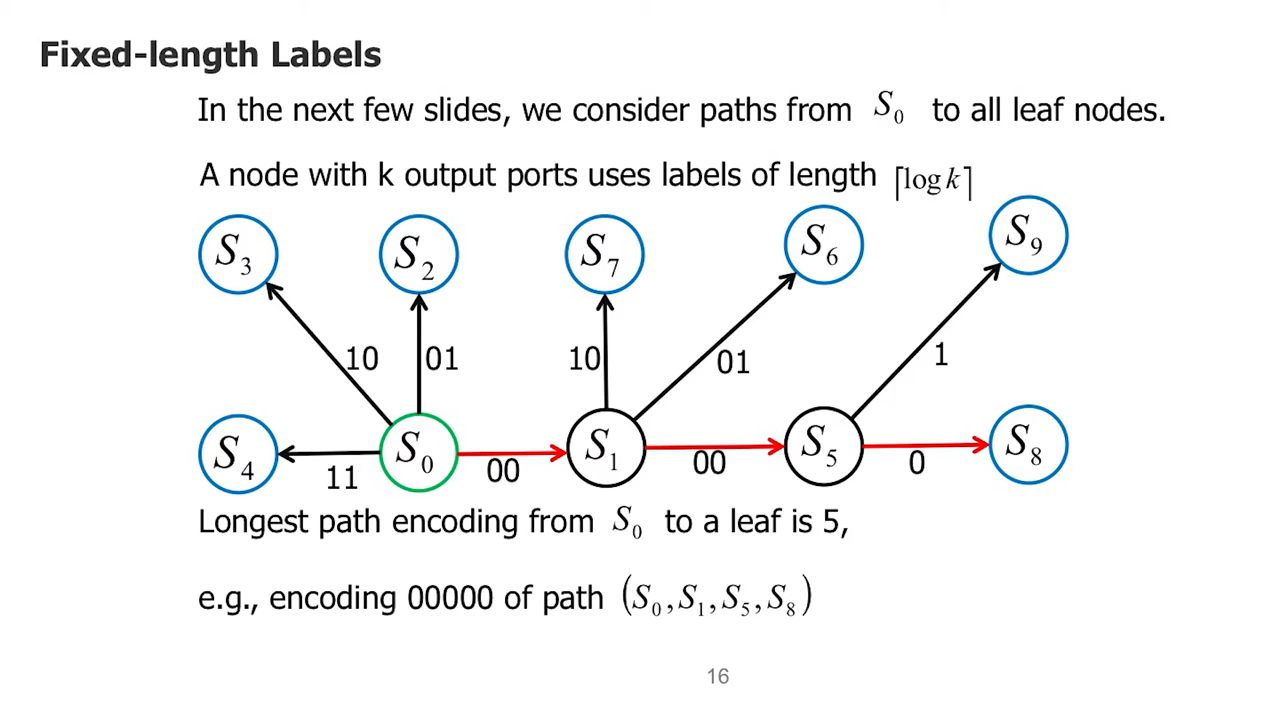 Fixed-length Labels
In the next few slides, we consider paths from S₀ to all leaf nodes.
A node with k output ports uses labels of length ⌈log k⌉
S₃ S₂ S₇ S₆ S₉
10 01 10 01 1
S₄ S₀ S₁ S₅ S₈
11 00 00 0
Longest path encoding from S₀ to a leaf is 5,
e.g., encoding 00000 of path (S₀, S₁, S₅, S₈)
16